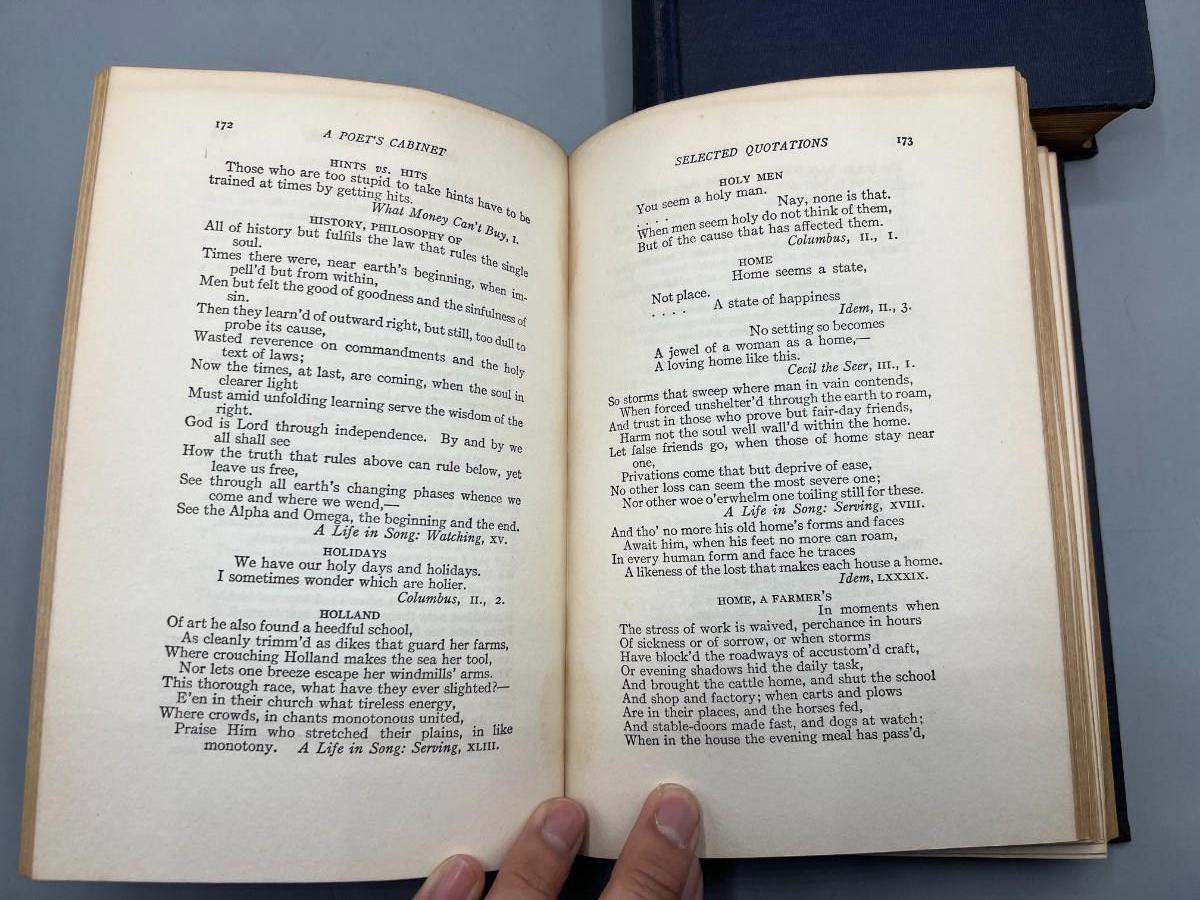 172
A POET'S CABINET
HINTS vs. HITS
Those who are too stupid to take hints have to be
trained at times by getting hits.
What Money Can't Buy, I.
HISTORY, PHILOSOPHY OF
All of history but fulfils the law that rules the single
soul.
Times there were, near earth's beginning, when im-
pell'd but from within,
Men but felt the good of goodness and the sinfulness of
sin.
Then they learn'd of outward right, but still, too dull to
probe its cause,
Wasted reverence on commandments and the holy
text of laws;
Now the times, at last, are coming, when the soul in
clearer light
Must amid unfolding learning serve the wisdom of the
right.
God is Lord through independence. By and by we
all shall see
How the truth that rules above can rule below, yet
leave us free,
See through all earth's changing phases whence we
come and where we wend,—
See the Alpha and Omega, the beginning and the end.
A Life in Song: Watching, XV.
HOLIDAYS
We have our holy days and holidays.
I sometimes wonder which are holier.
Columbus, II., 2.
HOLLAND
Of art he also found a heedful school,
As cleanly trimm'd as dikes that guard her farms,
Where crouching Holland makes the sea her tool,
Nor lets one breeze escape her windmills' arms.
This thorough race, what have they ever slighted?—
E'en in their church what tireless energy,
Where crowds, in chants monotonous united,
Praise Him who stretched their plains, in like
monotony. A Life in Song: Serving, XLIII.
SELECTED QUOTATIONS
173
HOLY MEN
You seem a holy man.
Nay, none is that.
. . . .
When men seem holy do not think of them,
But of the cause that has affected them.
Columbus, II., I.
HOME
Home seems a state,
Not place.
. . . . A state of happiness
Idem, II., 3.
No setting so becomes
A jewel of a woman as a home,—
A loving home like this.
Cecil the Seer, III., I.
So storms that sweep where man in vain contends,
When forced unshelter'd through the earth to roam,
And trust in those who prove but fair-day friends,
Harm not the soul well wall'd within the home.
Let false friends go, when those of home stay near
one,
Privations come that but deprive of ease,
No other loss can seem the most severe one;
Nor other woe o'erwhelm one toiling still for these.
A Life in Song: Serving, XVIII.
And tho' no more his old home's forms and faces
Await him, when his feet no more can roam,
In every human form and face he traces
A likeness of the lost that makes each house a home.
Idem, LXXXIX.
HOME, A FARMER'S
In moments when
The stress of work is waived, perchance in hours
Of sickness or of sorrow, or when storms
Have block'd the roadways of accustom'd craft,
Or evening shadows hid the daily task,
And brought the cattle home, and shut the school
And shop and factory; when carts and plows
Are in their places, and the horses fed,
And stable-doors made fast, and dogs at watch;
When in the house the evening meal has pass'd,